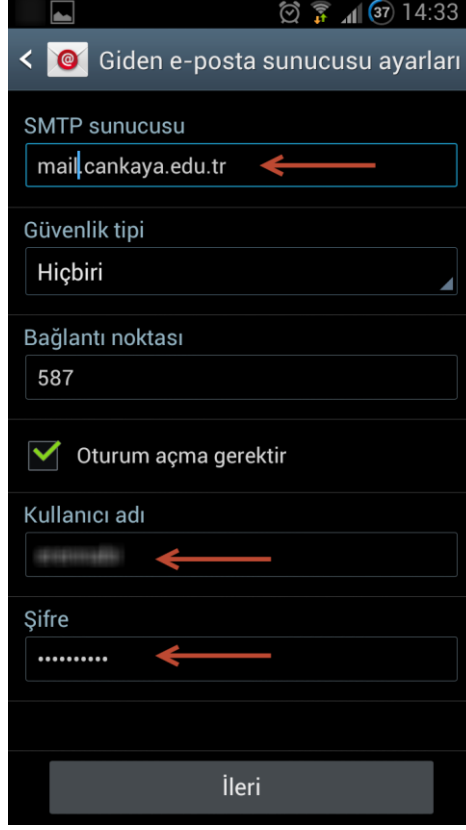 37 14:33
Giden e-posta sunucusu ayarları
SMTP sunucusu
mail.cankaya.edu.tr
Güvenlik tipi
Hiçbiri
Bağlantı noktası
587
Oturum açma gerektir
Kullanıcı adı
Şifre
••••••••••
İleri